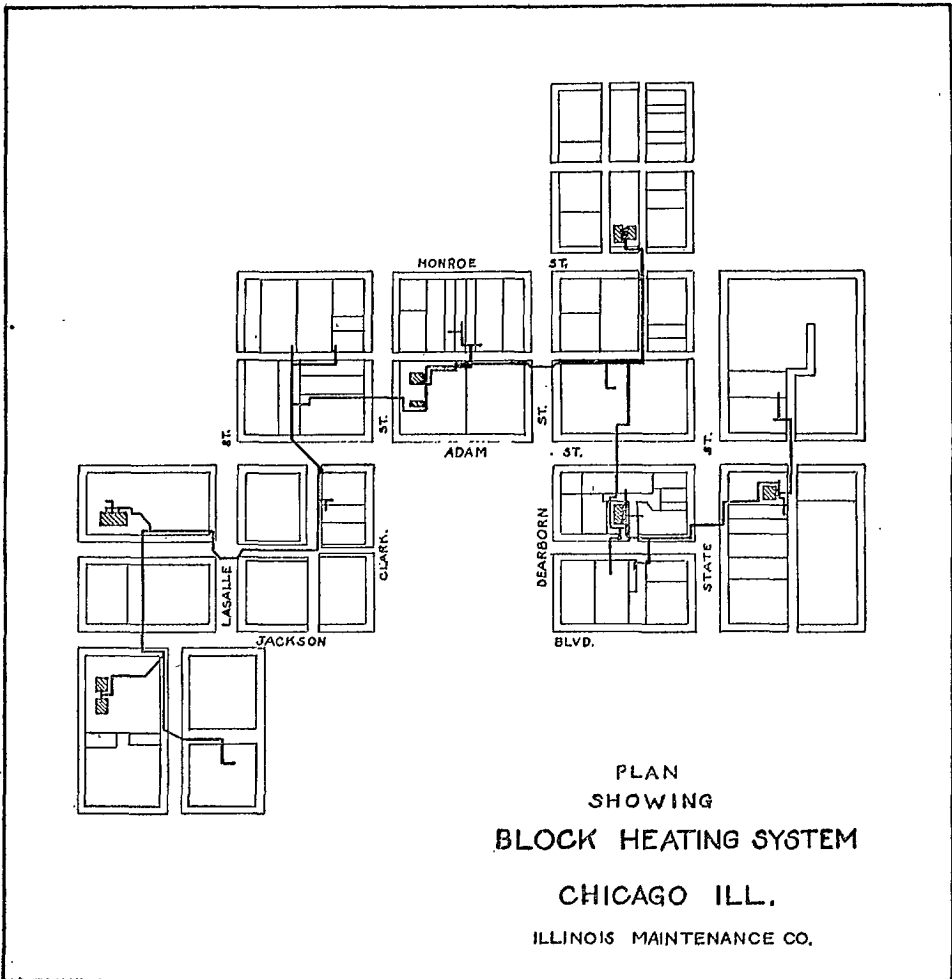 MONROE
ST.
ST.
ST.
ST.
ST.
ADAM
ST.
DEARBORN
CLARK.
LASALLE
STATE
JACKSON
BLVD.
PLAN
SHOWING
BLOCK HEATING SYSTEM
CHICAGO ILL.
ILLINOIS MAINTENANCE CO.